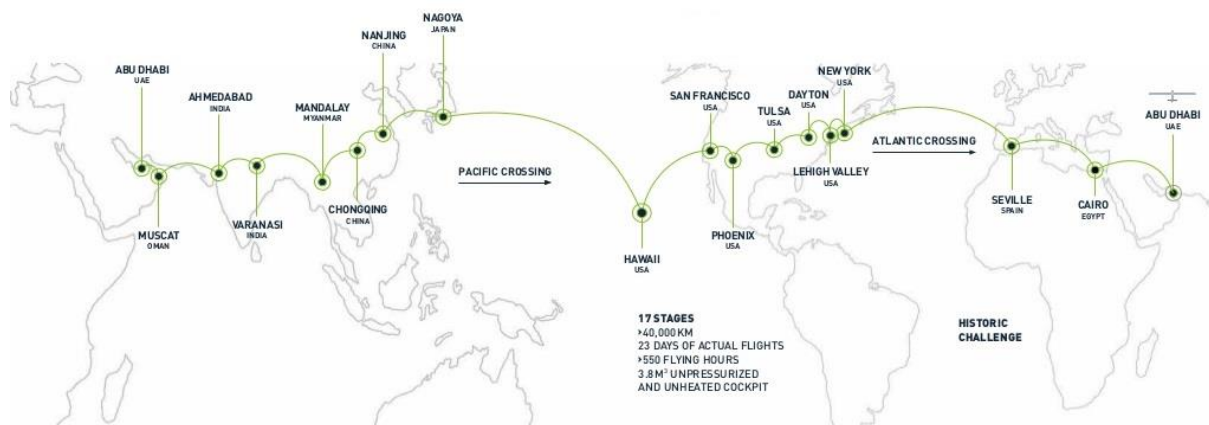 NAGOYA
JAPAN
NANJING
CHINA
ABU DHABI
UAE
AHMEDABAD
INDIA
MANDALAY
MYANMAR
MUSCAT
OMAN
VARANASI
INDIA
CHONGQING
CHINA
PACIFIC CROSSING
HAWAII
USA
SAN FRANCISCO
USA
PHOENIX
USA
TULSA
USA
DAYTON
USA
NEW YORK
USA
LEHIGH VALLEY
USA
ATLANTIC CROSSING
SEVILLE
SPAIN
CAIRO
EGYPT
ABU DHABI
UAE
17 STAGES
>40,000 KM
23 DAYS OF ACTUAL FLIGHTS
>550 FLYING HOURS
3.8M³ UNPRESSURIZED
AND UNHEATED COCKPIT
HISTORIC
CHALLENGE